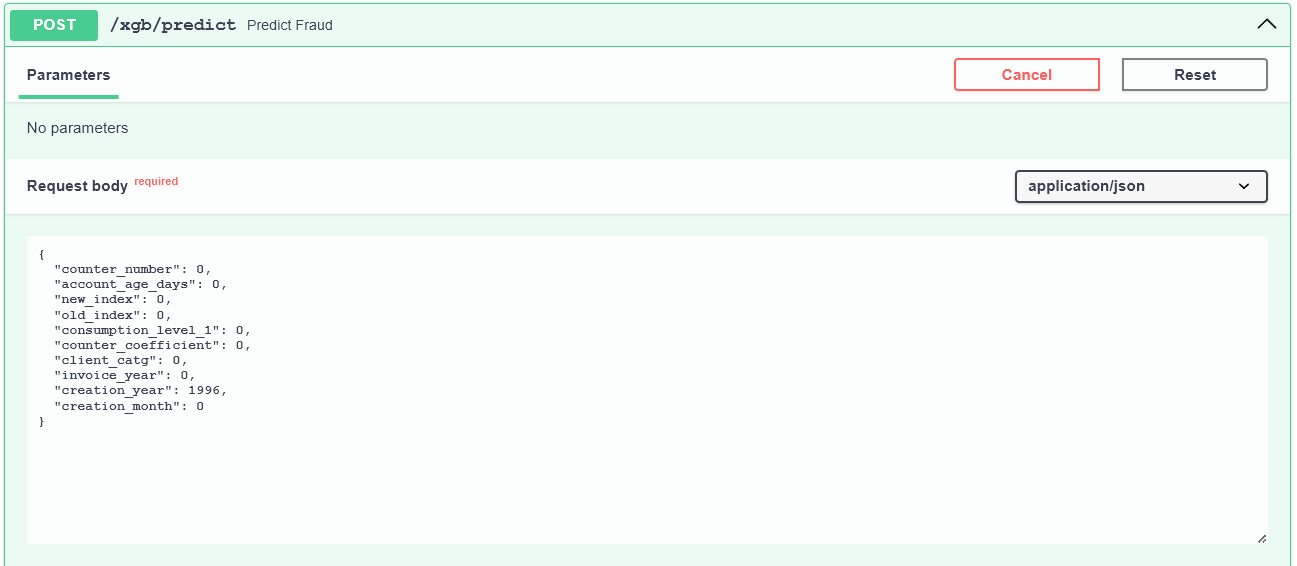 POST /xgb/predict Predict Fraud
Parameters Cancel Reset
No parameters
Request body required application/json
{
"counter_number": 0,
"account_age_days": 0,
"new_index": 0,
"old_index": 0,
"consumption_level_1": 0,
"counter_coefficient": 0,
"client_catg": 0,
"invoice_year": 0,
"creation_year": 1996,
"creation_month": 0
}